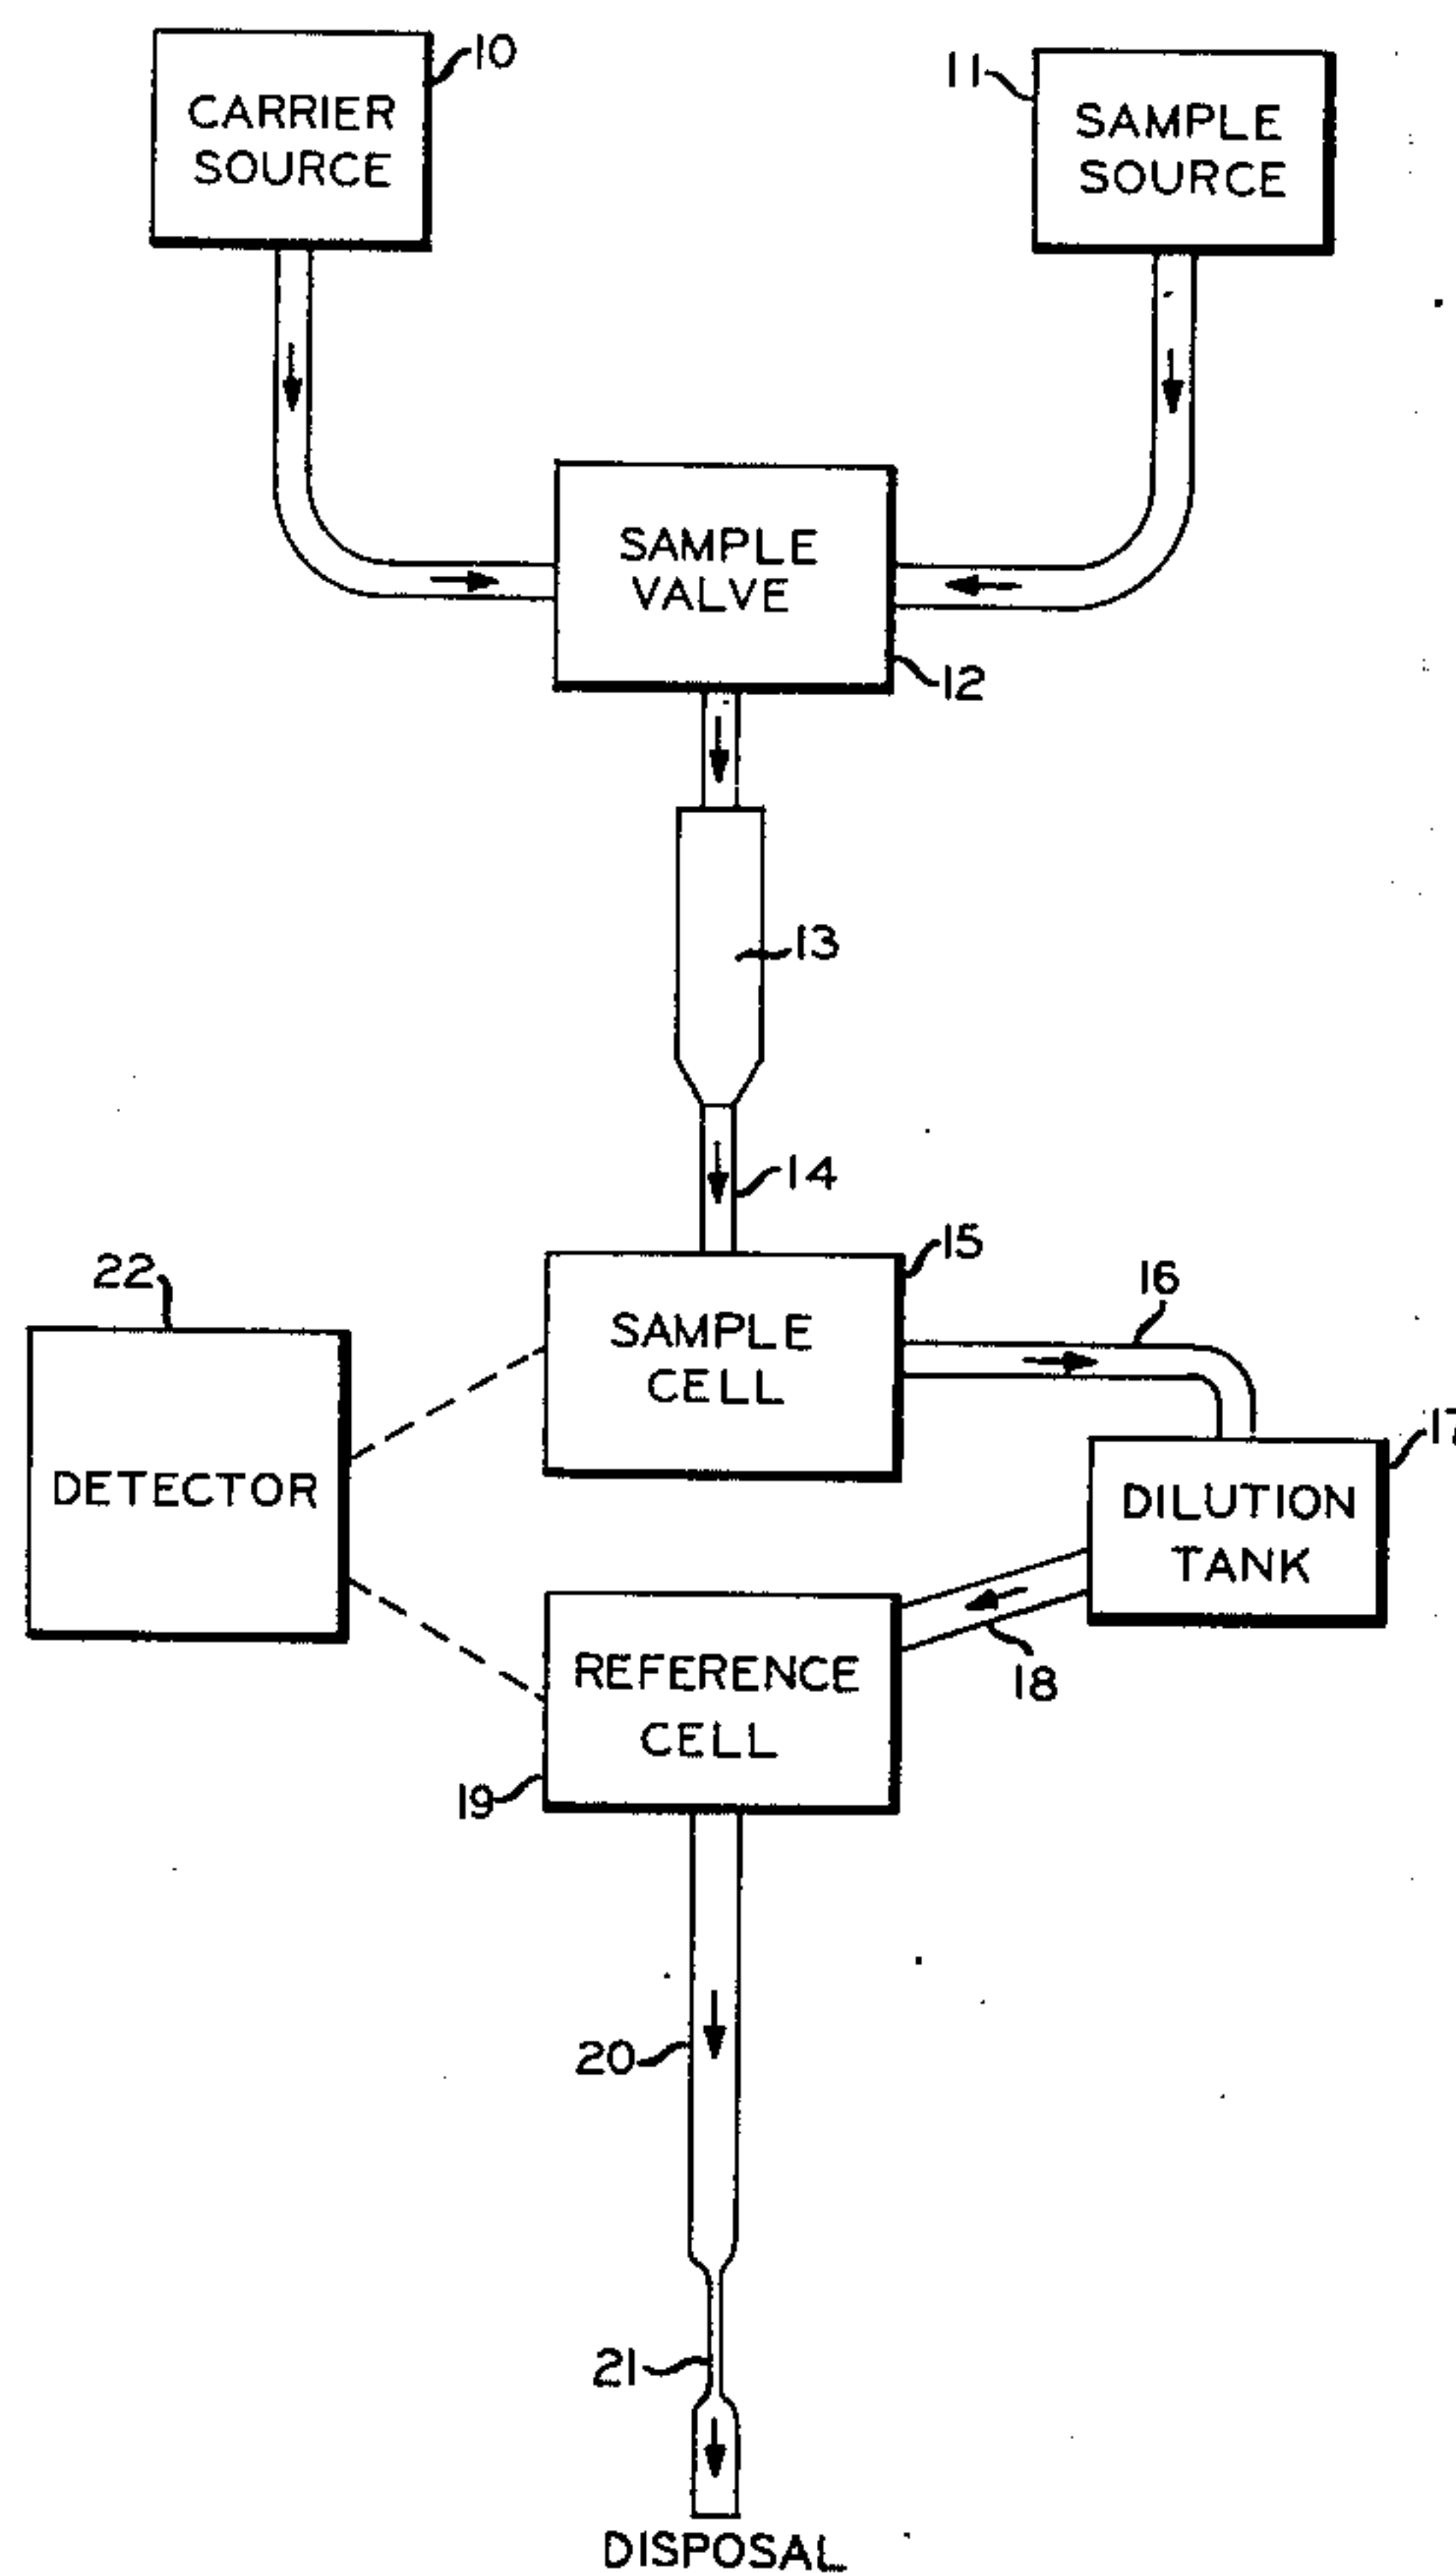 10
CARRIER
SOURCE
11
SAMPLE
SOURCE
SAMPLE
VALVE
12
13
14
15
SAMPLE
CELL
16
22
DETECTOR
17
DILUTION
TANK
18
REFERENCE
CELL
19
20
21
DISPOSAL